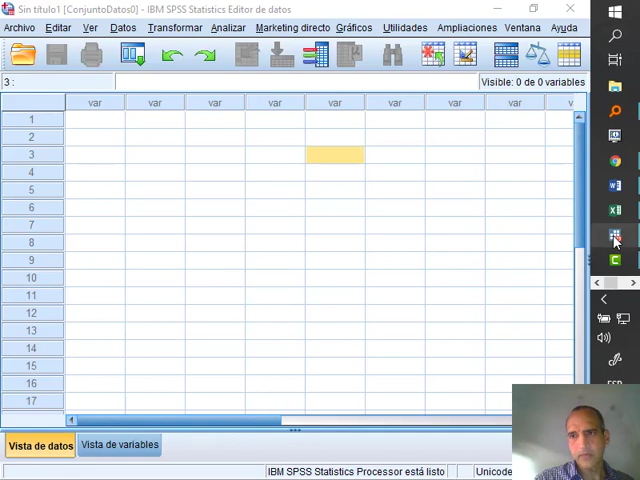 Sin título1 [ConjuntoDatos0] - IBM SPSS Statistics Editor de datos
Archivo Editar Ver Datos Transformar Analizar Marketing directo Gráficos Utilidades Ampliaciones Ventana Ayuda
3 :
Visible: 0 de 0 variables
var var var var var var var var v
1
2
3
4
5
6
7
8
9
10
11
12
13
14
15
16
17
Vista de datos Vista de variables
IBM SPSS Statistics Processor está listo
Unicode